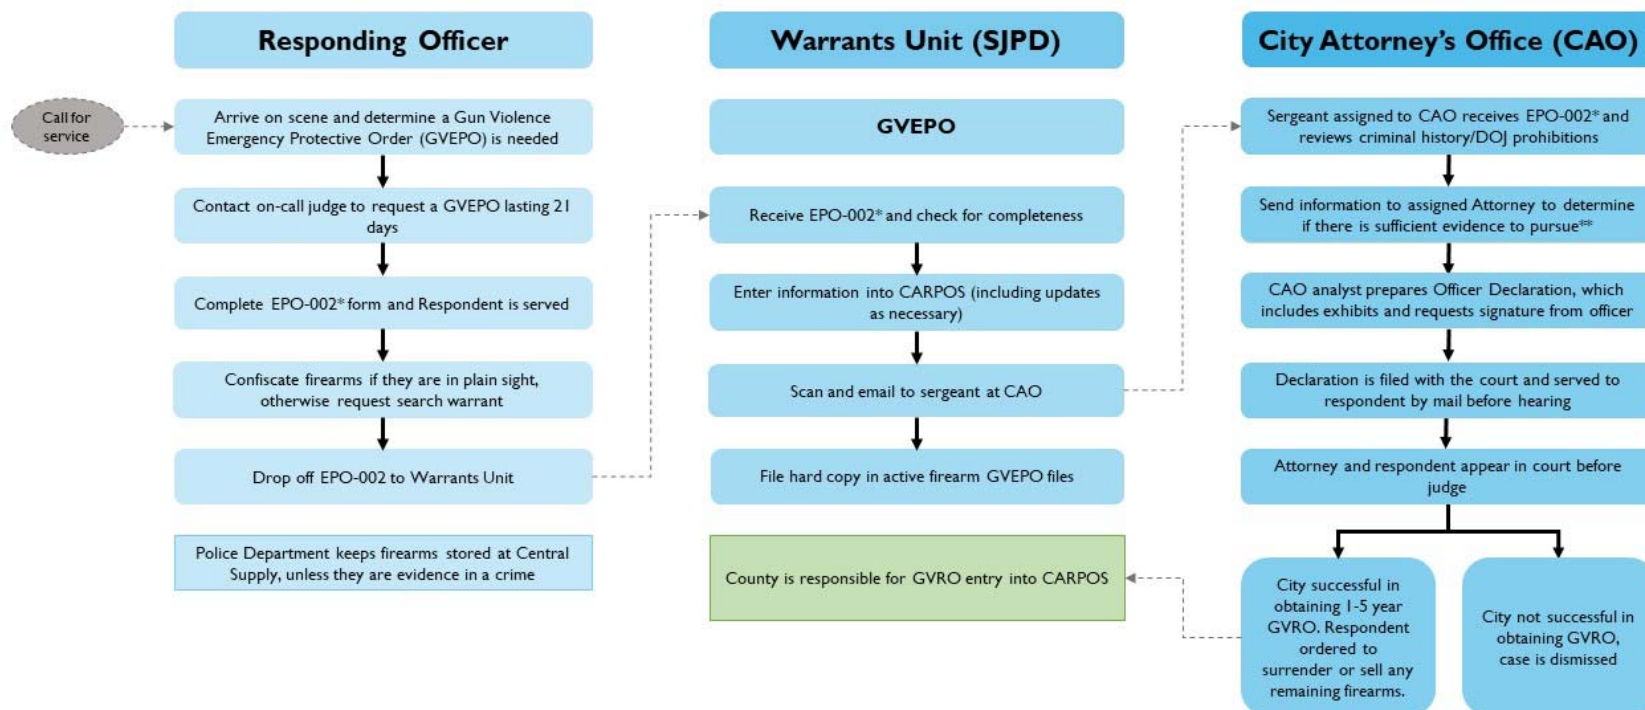 Responding Officer
Warrants Unit (SJPD)
City Attorney's Office (CAO)
Call for
service
Arrive on scene and determine a Gun Violence
Emergency Protective Order (GVEPO) is needed
Contact on-call judge to request a GVEPO lasting 21
days
Complete EPO-002* form and Respondent is served
Confiscate firearms if they are in plain sight,
otherwise request search warrant
Drop off EPO-002 to Warrants Unit
Police Department keeps firearms stored at Central
Supply, unless they are evidence in a crime
GVEPO
Receive EPO-002* and check for completeness
Enter information into CARPOS (including updates
as necessary)
Scan and email to sergeant at CAO
File hard copy in active firearm GVEPO files
County is responsible for GVRO entry into CARPOS
Sergeant assigned to CAO receives EPO-002* and
reviews criminal history/DOJ prohibitions
Send information to assigned Attorney to determine
if there is sufficient evidence to pursue**
CAO analyst prepares Officer Declaration, which
includes exhibits and requests signature from officer
Declaration is filed with the court and served to
respondent by mail before hearing
Attorney and respondent appear in court before
judge
City successful in
obtaining 1-5 year
GVRO. Respondent
ordered to
surrender or sell any
remaining firearms.
City not successful in
obtaining GVRO,
case is dismissed